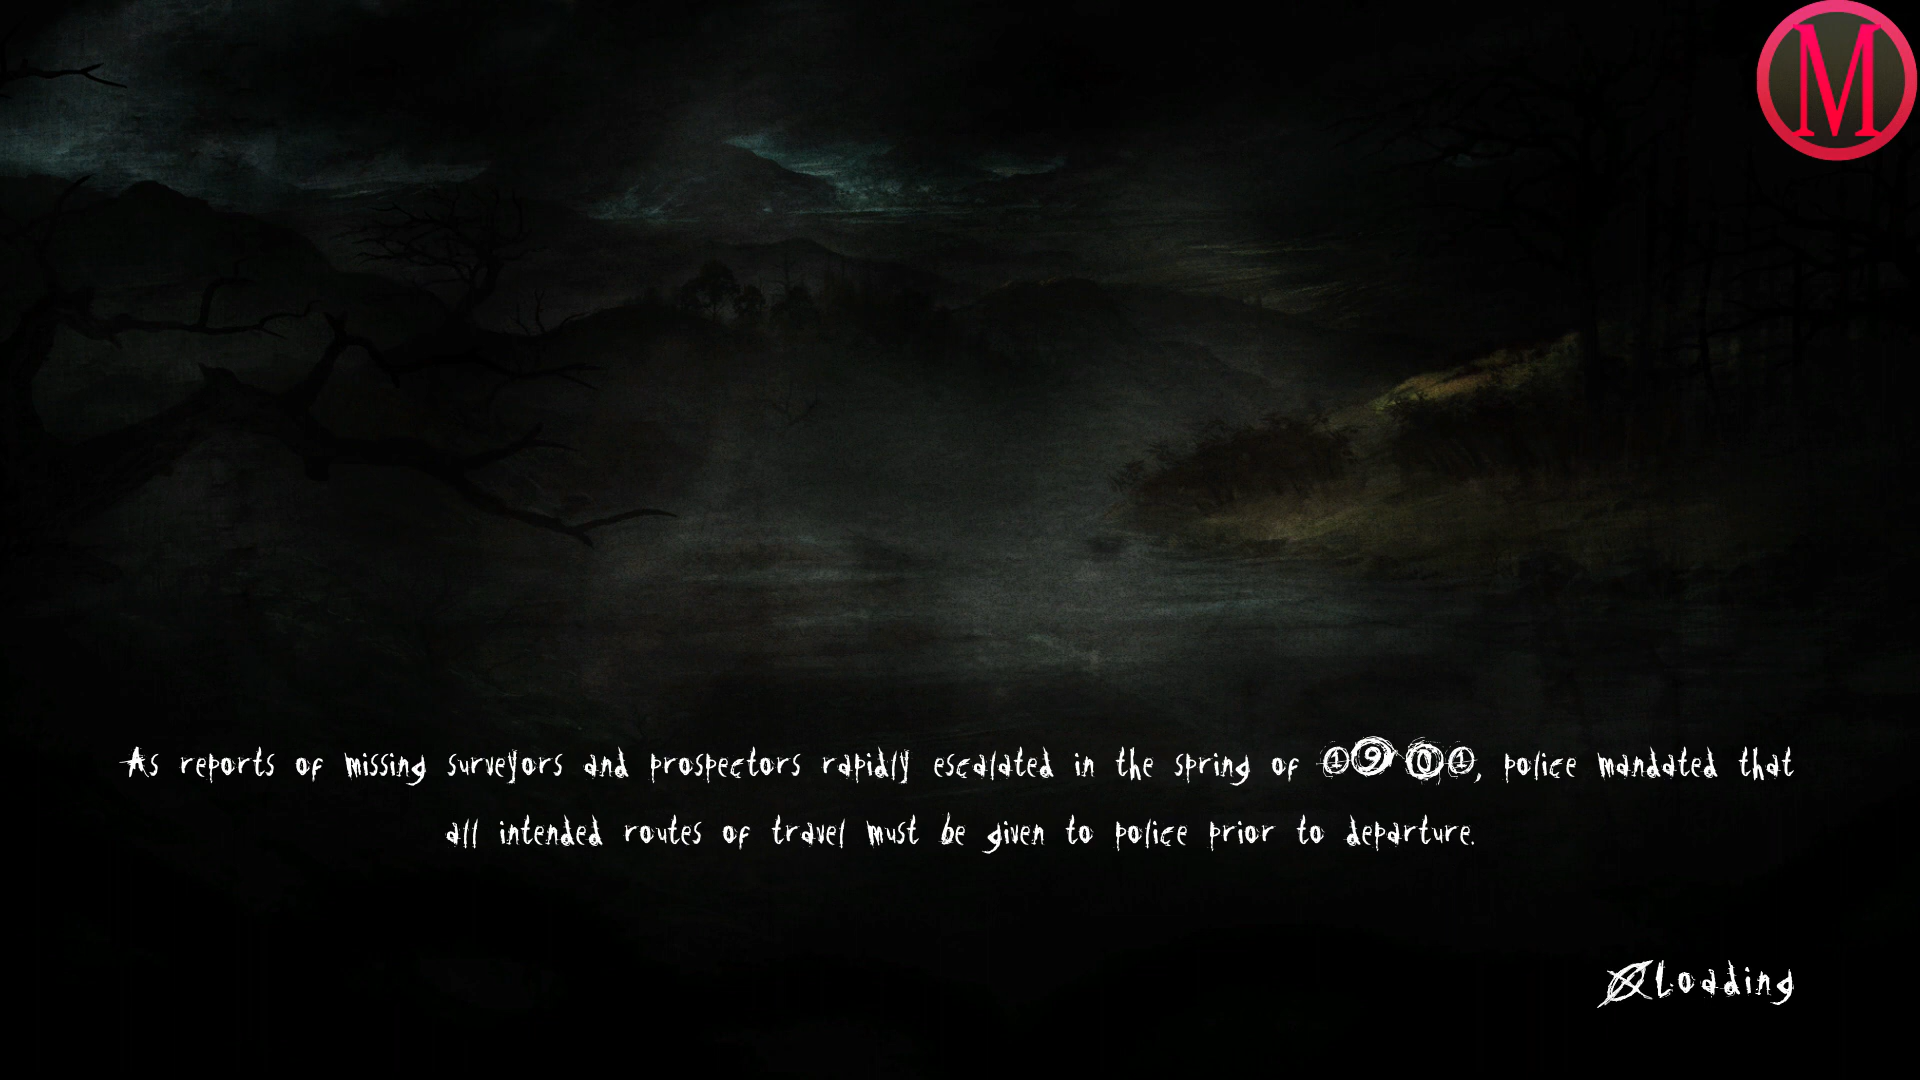 M
As reports of missing surveyors and prospectors rapidly escalated in the spring of 1901, police mandated that
all intended routes of travel must be given to police prior to departure.
Loading